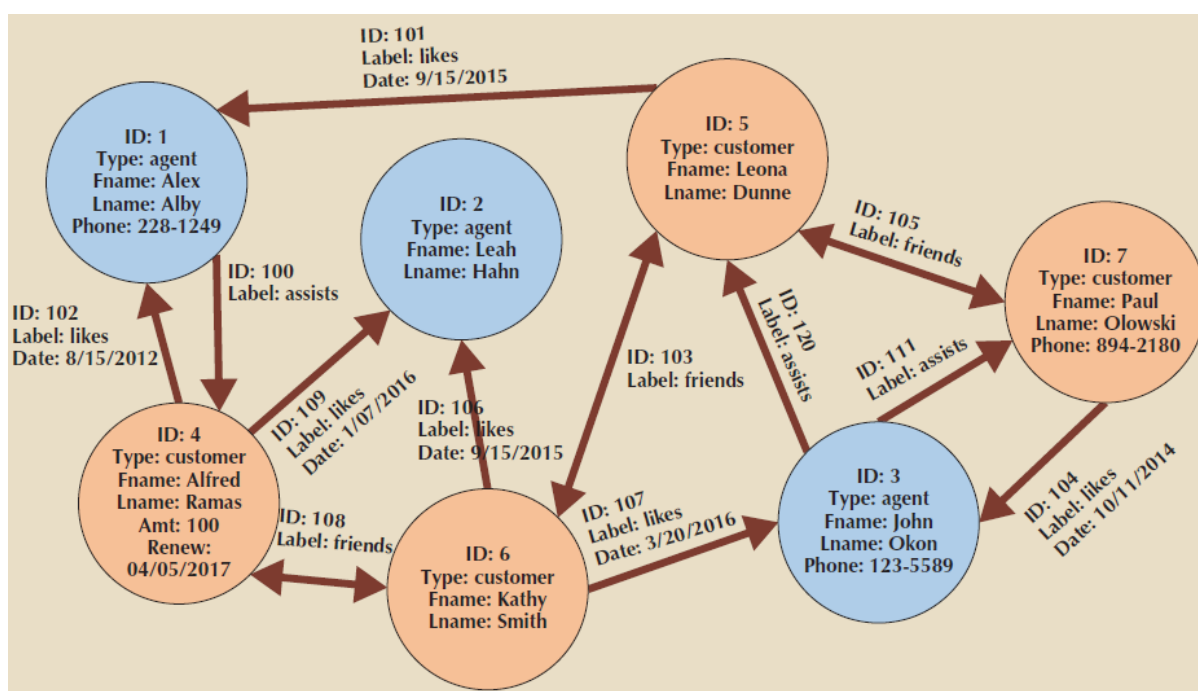 ID: 101
Label: likes
Date: 9/15/2015
ID: 1
Type: agent
Fname: Alex
Lname: Alby
Phone: 228-1249
ID: 2
Type: agent
Fname: Leah
Lname: Hahn
ID: 5
Type: customer
Fname: Leona
Lname: Dunne
ID: 105
Label: friends
ID: 7
Type: customer
Fname: Paul
Lname: Olowski
Phone: 894-2180
ID: 100
Label: assists
ID: 102
Label: likes
Date: 8/15/2012
ID: 109
Label: likes
Date: 1/07/2016
ID: 106
Label: likes
Date: 9/15/2015
ID: 103
Label: friends
ID: 120
Label: assists
ID: 111
Label: assists
ID: 4
Type: customer
Fname: Alfred
Lname: Ramas
Amt: 100
Renew:
04/05/2017
ID: 108
Label: friends
ID: 6
Type: customer
Fname: Kathy
Lname: Smith
ID: 107
Label: likes
Date: 3/20/2016
ID: 3
Type: agent
Fname: John
Lname: Okon
Phone: 123-5589
ID: 104
Label: likes
Date: 10/11/2014